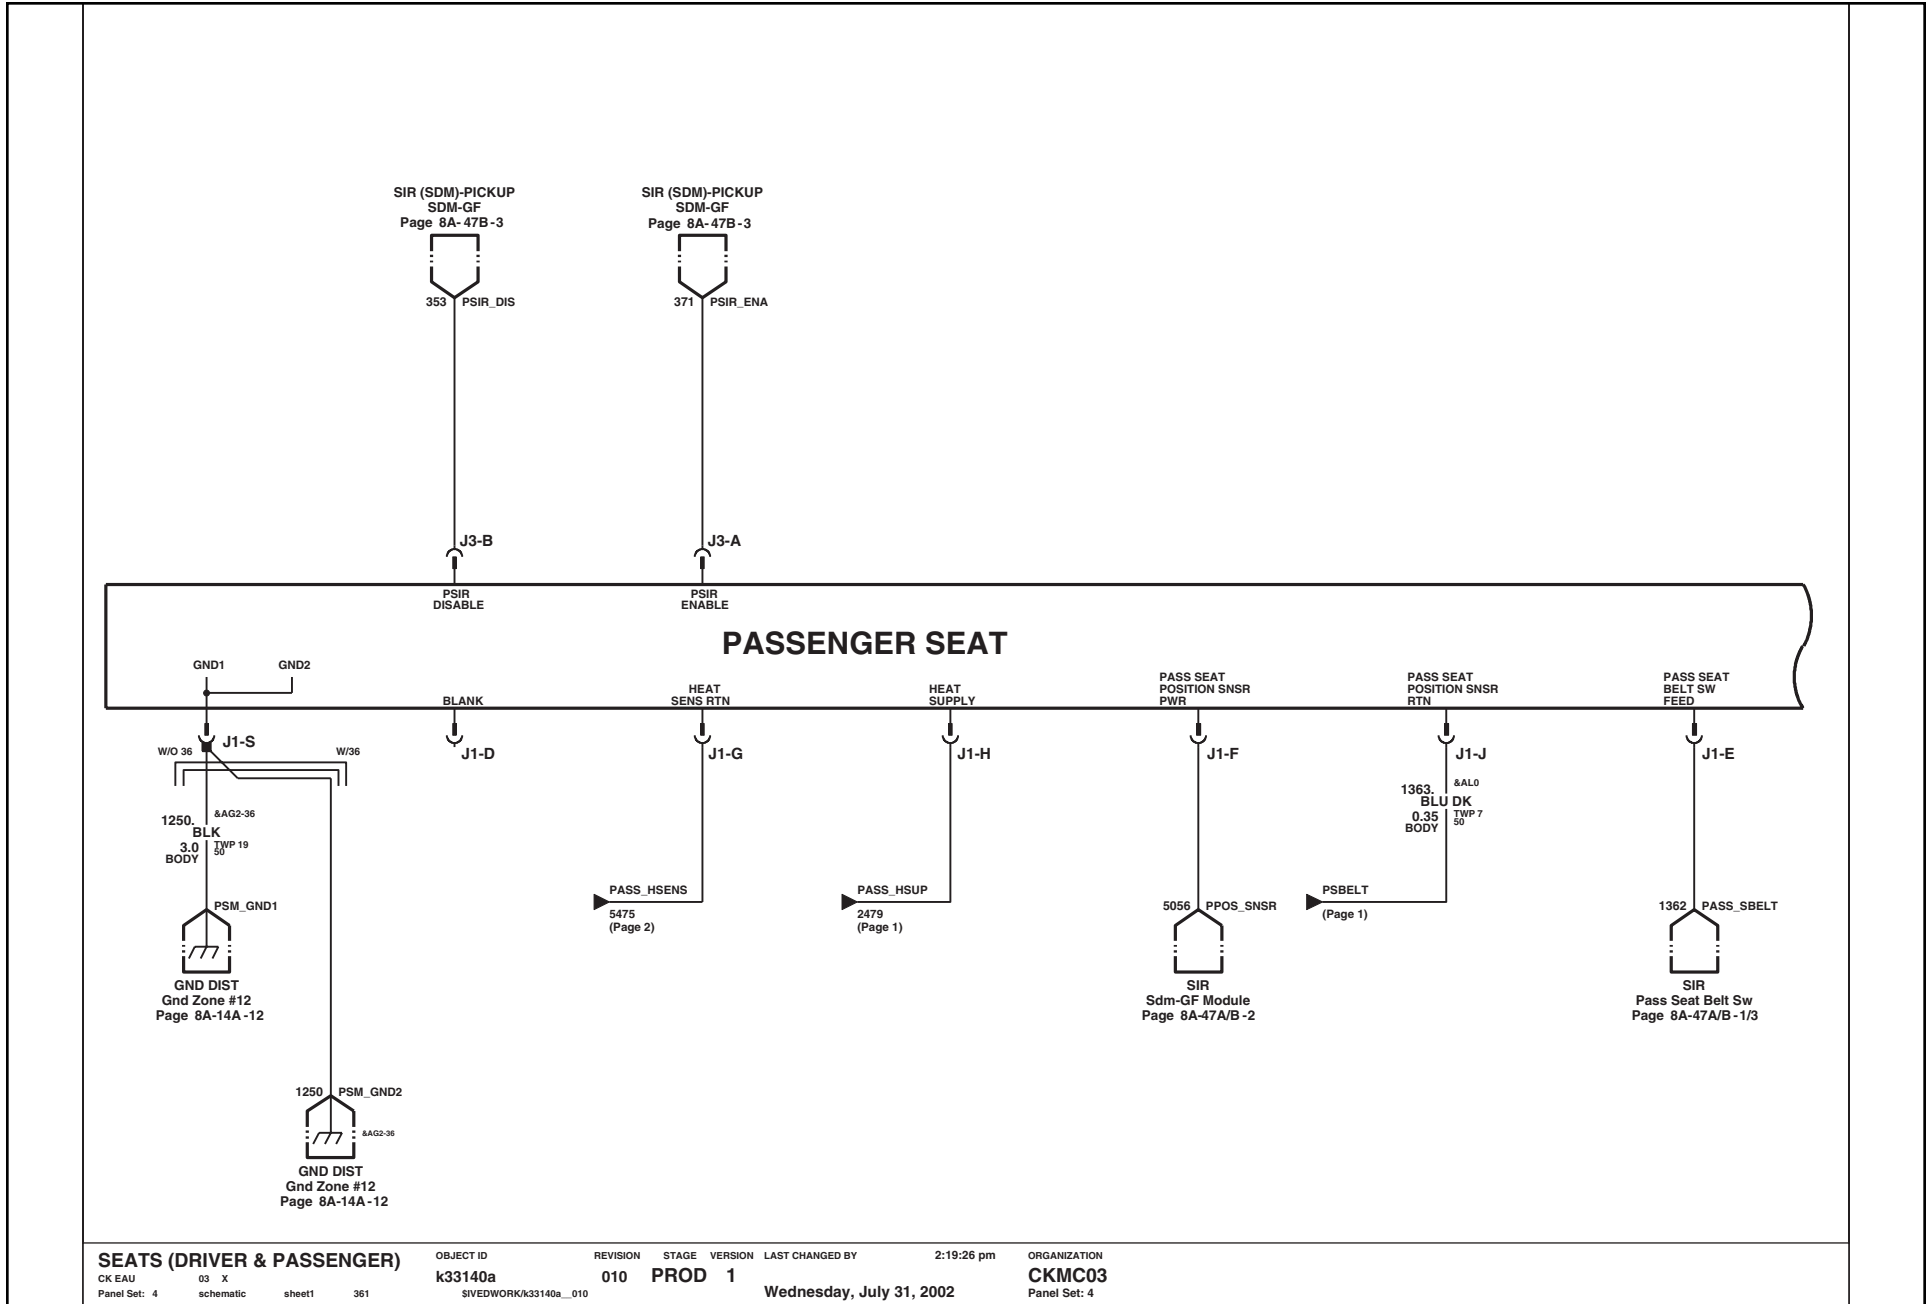 SIR (SDM)-PICKUP
SDM-GF
Page 8A-47B-3
SIR (SDM)-PICKUP
SDM-GF
Page 8A-47B-3
353 PSIR_DIS
371 PSIR_ENA
J3-B
J3-A
PSIR
DISABLE
PSIR
ENABLE
PASSENGER SEAT
GND1
GND2
BLANK
HEAT
SENS RTN
HEAT
SUPPLY
PASS SEAT
POSITION SNSR
PWR
PASS SEAT
POSITION SNSR
RTN
PASS SEAT
BELT SW
FEED
W/O 36
J1-S
W/36
J1-D
J1-G
J1-H
J1-F
J1-J
J1-E
1250.
&AG2-36
BLK
3.0
TWP 19
50
BODY
1363.
&AL0
BLU DK
0.35
TWP 7
50
BODY
PSM_GND1
GND DIST
Gnd Zone #12
Page 8A-14A-12
PASS_HSENS
5475
(Page 2)
PASS_HSUP
2479
(Page 1)
5056 PPOS_SNSR
SIR
Sdm-GF Module
Page 8A-47A/B-2
PSBELT
(Page 1)
1362 PASS_SBELT
SIR
Pass Seat Belt Sw
Page 8A-47A/B-1/3
1250 PSM_GND2
&AG2-36
GND DIST
Gnd Zone #12
Page 8A-14A-12
SEATS (DRIVER & PASSENGER)
CK EAU 03 X
Panel Set: 4 schematic sheet1 361
OBJECT ID
k33140a
$IVEDWORK/k33140a__010
REVISION
010
STAGE
PROD
VERSION
1
LAST CHANGED BY
2:19:26 pm
Wednesday, July 31, 2002
ORGANIZATION
CKMC03
Panel Set: 4